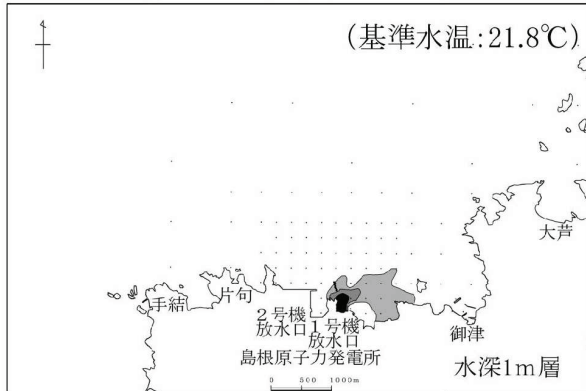 (基準水温:21.8℃)
大芦
手結
片句
2号機
放水口
1号機
放水口
御津
島根原子力発電所
水深1m層
0 500 1000m